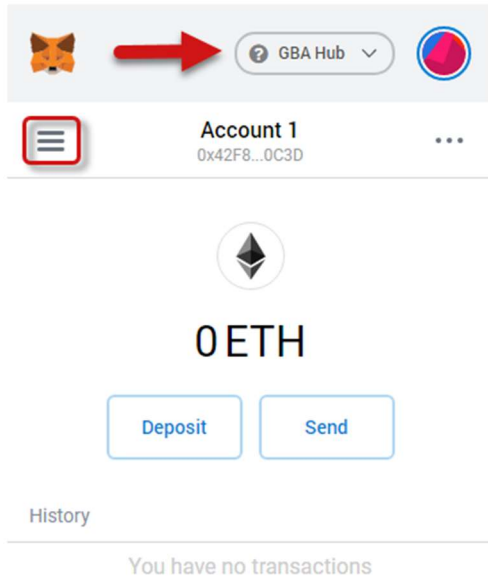 GBA Hub
Account 1
0x42F8...0C3D
0 ETH
Deposit
Send
History
You have no transactions